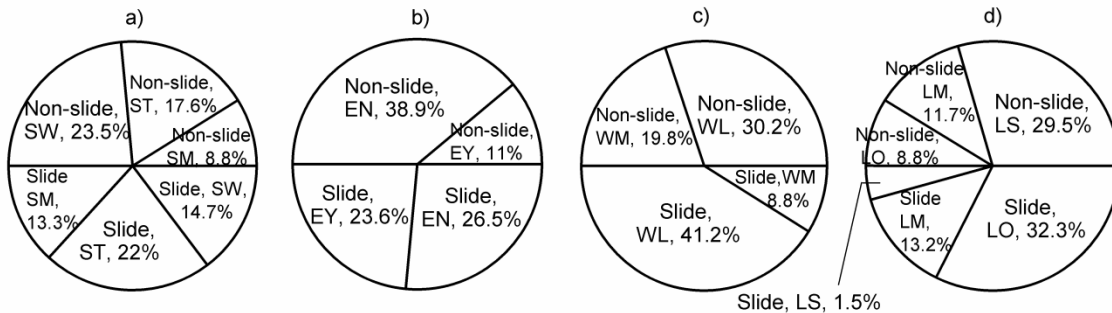 a)
Non-slide,
SW, 23.5%
Non-slide,
ST, 17.6%
Non-slide
SM, 8.8%
Slide
SM,
13.3%
Slide,
ST, 22%
Slide, SW,
14.7%
b)
Non-slide,
EN, 38.9%
Non-slide,
EY, 11%
Slide,
EY, 23.6%
Slide,
EN, 26.5%
c)
Non-slide,
WM, 19.8%
Non-slide,
WL, 30.2%
Slide,WM
8.8%
Slide,
WL, 41.2%
d)
Non-slide
LM,
11.7%
Non-slide,
LS, 29.5%
Non-slide,
LO, 8.8%
Slide
LM,
13.2%
Slide,
LO, 32.3%
Slide, LS, 1.5%